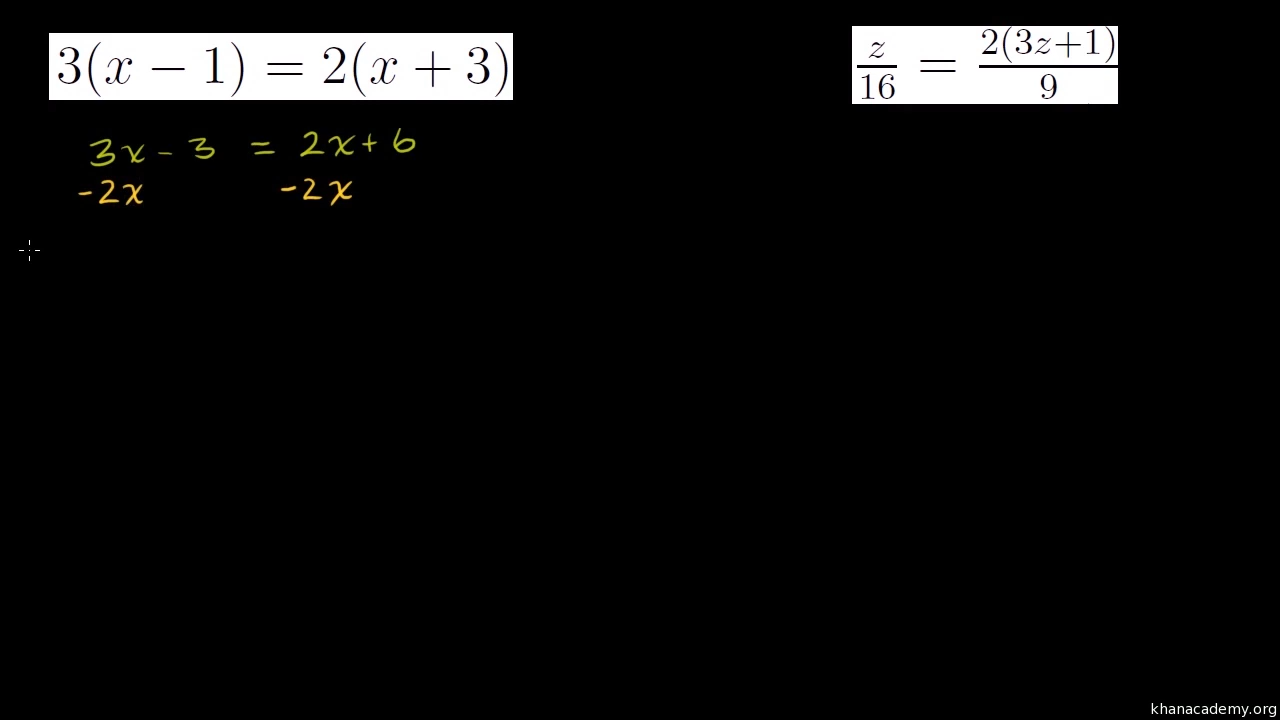 3(x − 1) = 2(x + 3)
3x - 3 = 2x + 6
-2x -2x
z/16 = 2(3z+1)/9
khanacademy.org